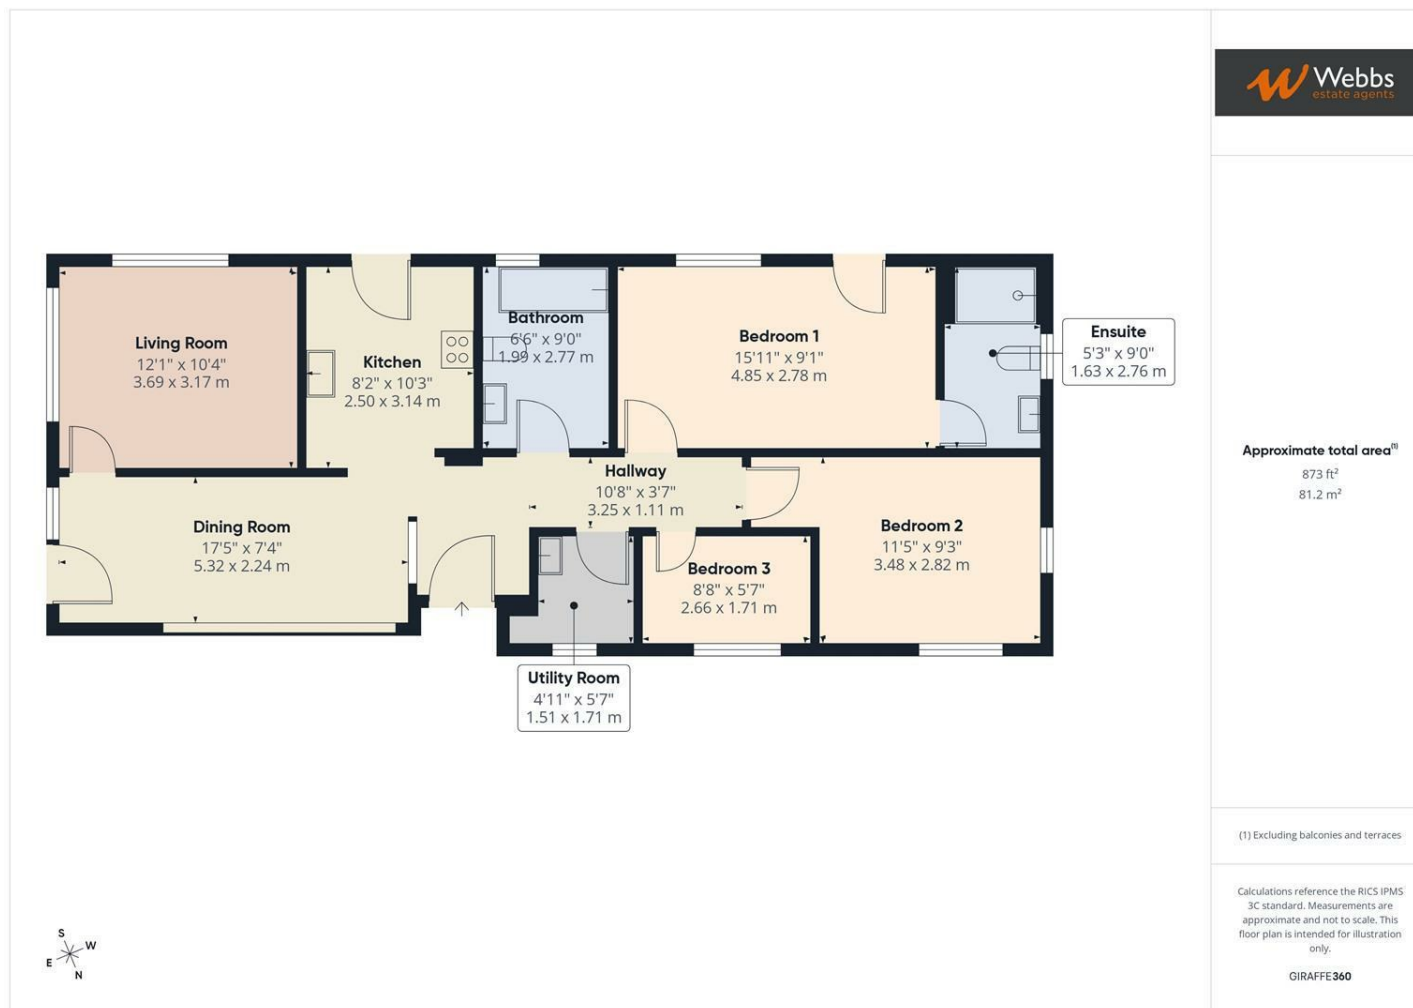 Webbs
estate agents
Living Room
12'1" x 10'4"
3.69 x 3.17 m
Kitchen
8'2" x 10'3"
2.50 x 3.14 m
Bathroom
6'6" x 9'0"
1.99 x 2.77 m
Bedroom 1
15'11" x 9'1"
4.85 x 2.78 m
Ensuite
5'3" x 9'0"
1.63 x 2.76 m
Hallway
10'8" x 3'7"
3.25 x 1.11 m
Dining Room
17'5" x 7'4"
5.32 x 2.24 m
Bedroom 2
11'5" x 9'3"
3.48 x 2.82 m
Bedroom 3
8'8" x 5'7"
2.66 x 1.71 m
Utility Room
4'11" x 5'7"
1.51 x 1.71 m
Approximate total area(1)
873 ft²
81.2 m²
(1) Excluding balconies and terraces
Calculations reference the RICS IPMS
3C standard. Measurements are
approximate and not to scale. This
floor plan is intended for illustration
only.
GIRAFFE360
S
W
E
N